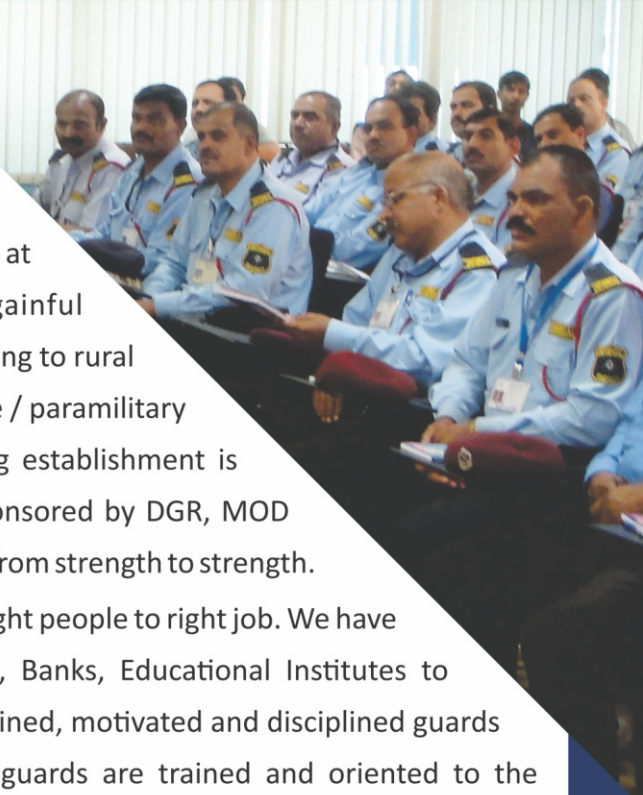 at
gainful
ng to rural
/ paramilitary
g establishment is
onsored by DGR, MOD
from strength to strength.
ght people to right job. We have
, Banks, Educational Institutes to
ined, motivated and disciplined guards
guards are trained and oriented to the